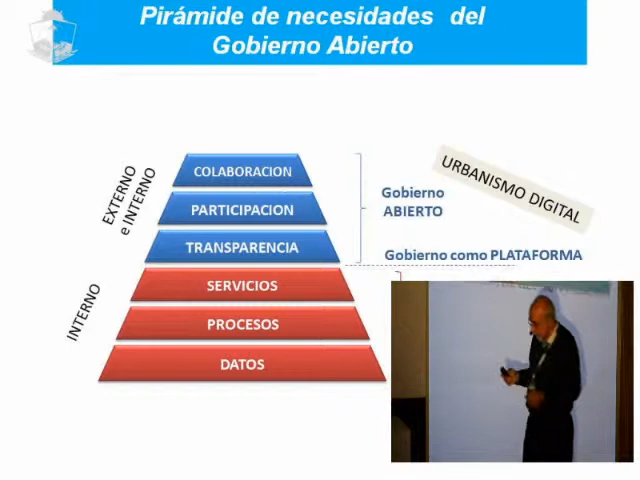 Pirámide de necesidades del
Gobierno Abierto
EXTERNO
e INTERNO
COLABORACION
PARTICIPACION
TRANSPARENCIA
Gobierno
ABIERTO
URBANISMO DIGITAL
Gobierno como PLATAFORMA
INTERNO
SERVICIOS
PROCESOS
DATOS